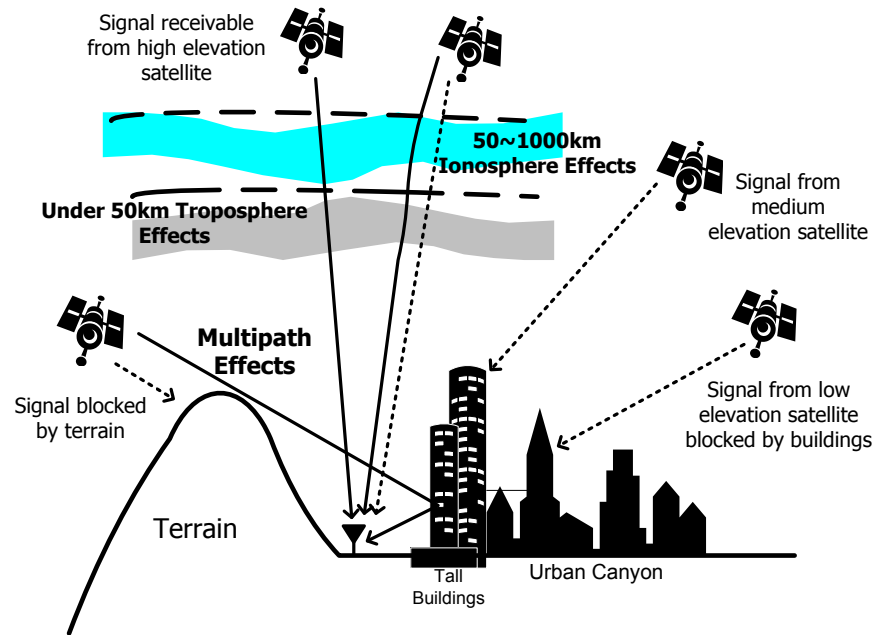 Signal receivable
from high elevation
satellite
50~1000km
Ionosphere Effects
Under 50km Troposphere
Effects
Signal from
medium
elevation satellite
Multipath
Effects
Signal blocked
by terrain
Signal from low
elevation satellite
blocked by buildings
Terrain
Tall
Buildings
Urban Canyon